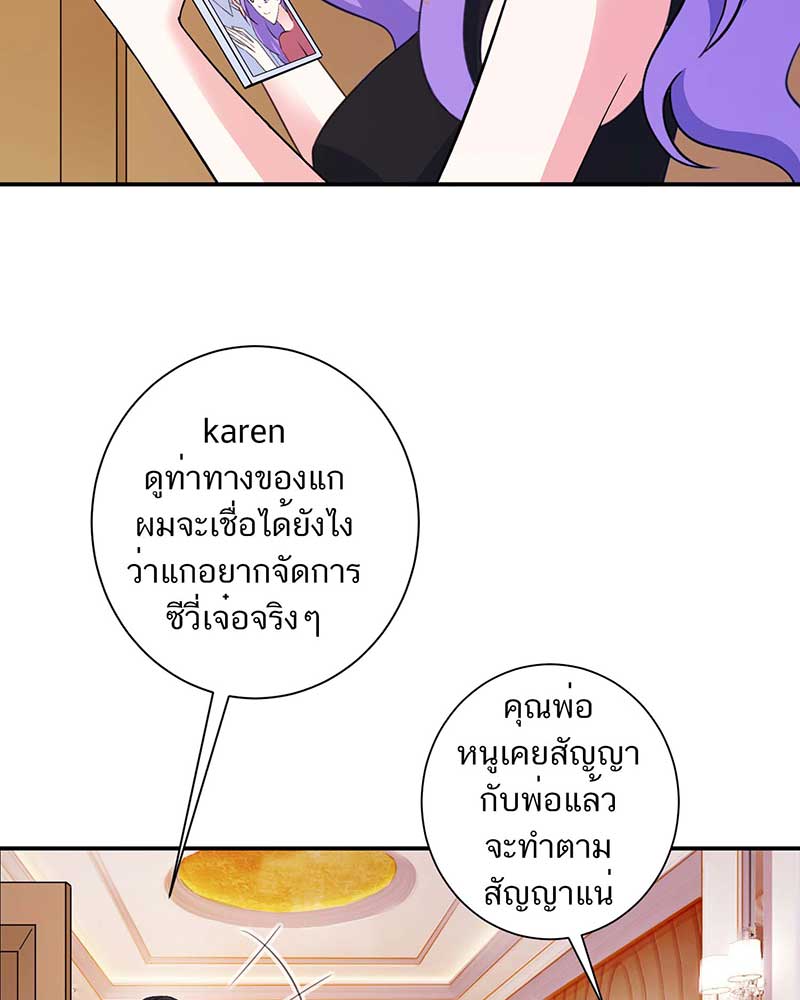 karen
ดูท่าทางของแก
ผมจะเชื่อได้ยังไง
ว่าแกอยากจัดการ
ซีวี่เจ๋อจริงๆ
คุณพ่อ
หนูเคยสัญญา
กับพ่อแล้ว
จะทำตาม
สัญญาแน่